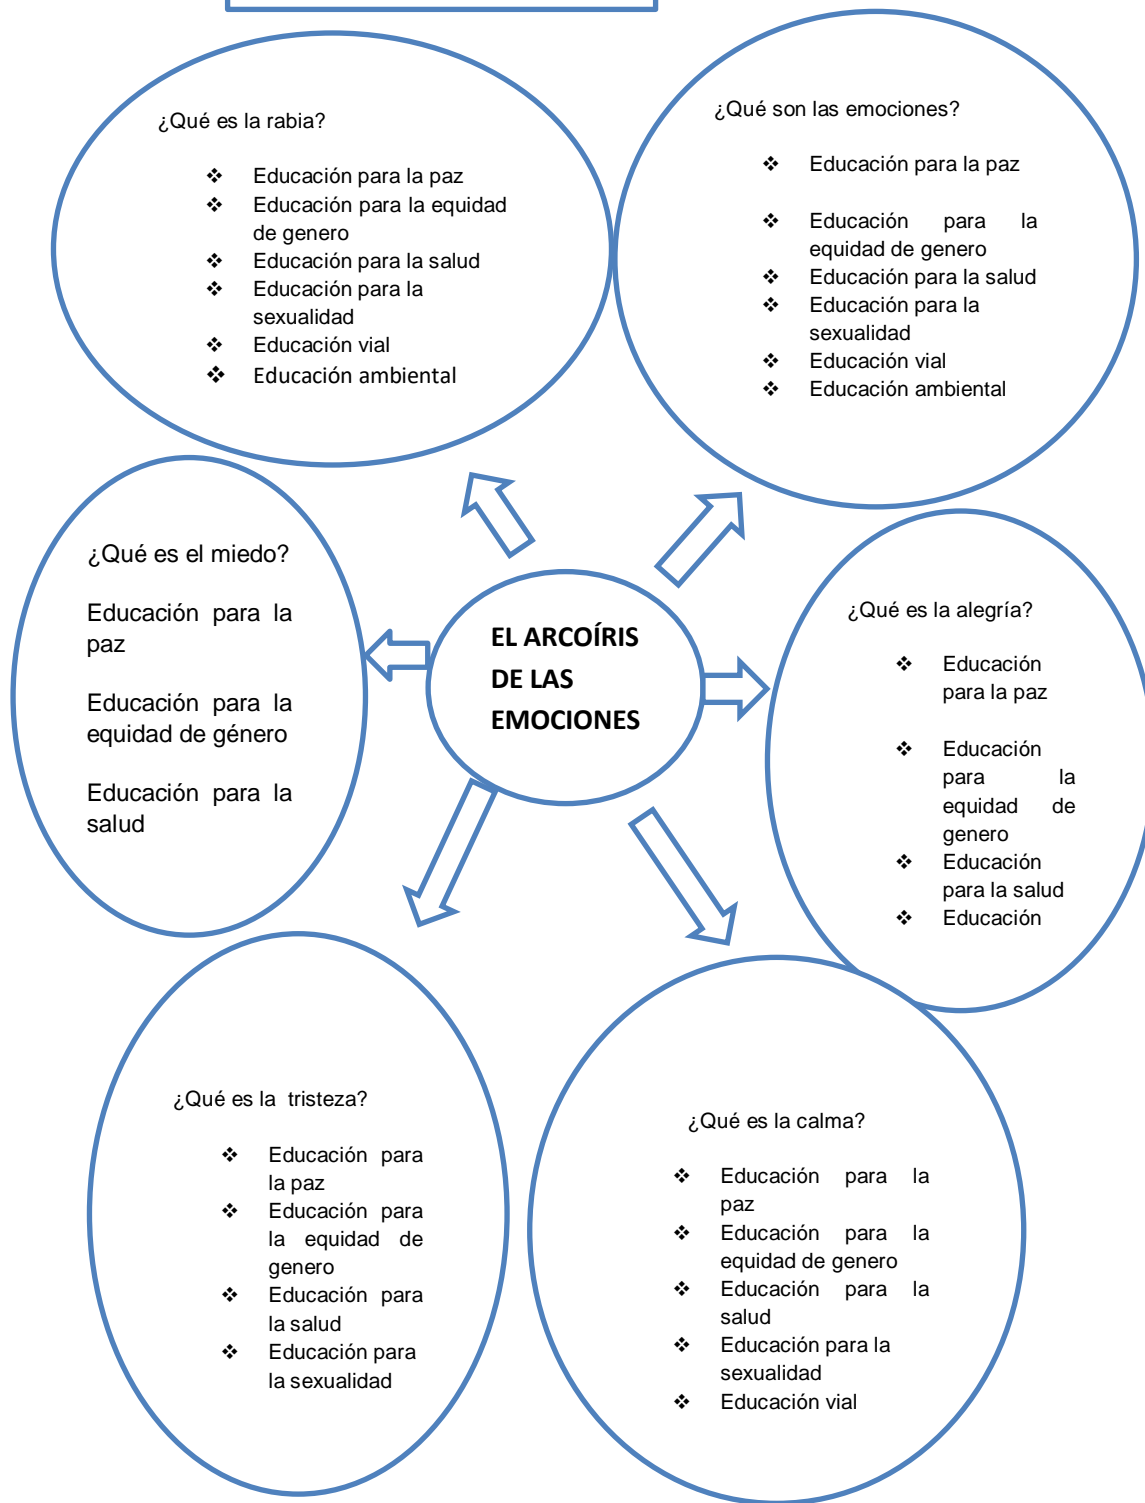 ¿Qué es la rabia?
❖ Educación para la paz
❖ Educación para la equidad
de genero
❖ Educación para la salud
❖ Educación para la
sexualidad
❖ Educación vial
❖ Educación ambiental
¿Qué son las emociones?
❖ Educación para la paz
❖ Educación para la
equidad de genero
❖ Educación para la salud
❖ Educación para la
sexualidad
❖ Educación vial
❖ Educación ambiental
¿Qué es el miedo?
Educación para la
paz
Educación para la
equidad de género
Educación para la
salud
EL ARCOÍRIS
DE LAS
EMOCIONES
¿Qué es la alegría?
❖ Educación
para la paz
❖ Educación
para la
equidad de
genero
❖ Educación
para la salud
❖ Educación
¿Qué es la tristeza?
❖ Educación para
la paz
❖ Educación para
la equidad de
genero
❖ Educación para
la salud
❖ Educación para
la sexualidad
¿Qué es la calma?
❖ Educación para la
paz
❖ Educación para la
equidad de genero
❖ Educación para la
salud
❖ Educación para la
sexualidad
❖ Educación vial